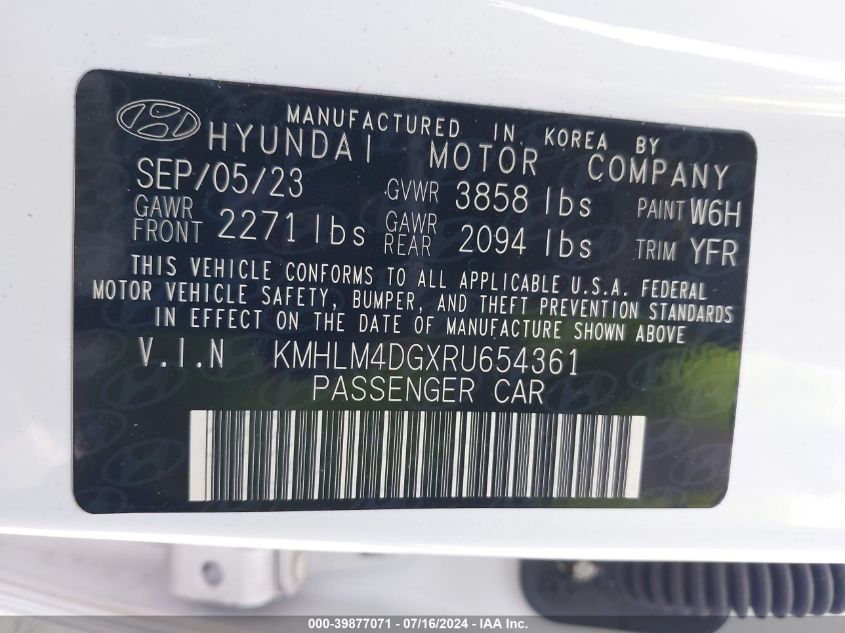 MANUFACTURED IN KOREA BY
HYUNDAI MOTOR COMPANY
SEP/05/23 GVWR 3858 lbs PAINT W6H
GAWR FRONT 2271 lbs GAWR REAR 2094 lbs TRIM YFR
THIS VEHICLE CONFORMS TO ALL APPLICABLE U.S.A. FEDERAL
MOTOR VEHICLE SAFETY, BUMPER, AND THEFT PREVENTION STANDARDS
IN EFFECT ON THE DATE OF MANUFACTURE SHOWN ABOVE
V.I.N KMHLM4DGXRU654361
PASSENGER CAR
000-39877071 - 07/16/2024 - IAA Inc.